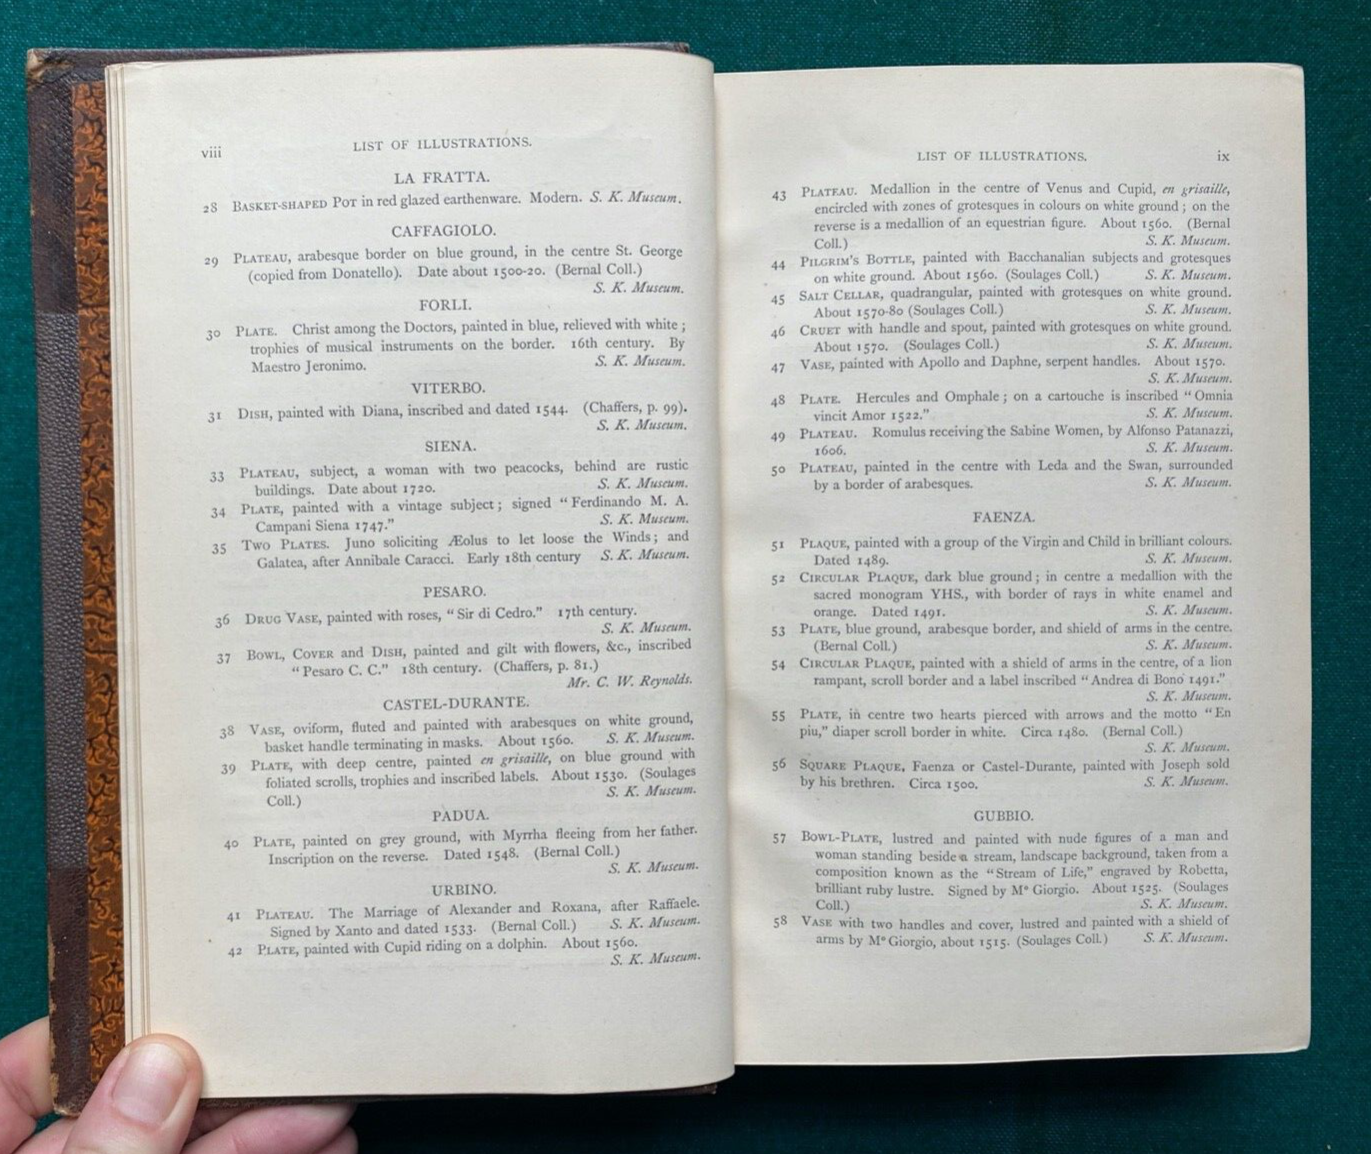 viii
LIST OF ILLUSTRATIONS.
LA FRATTA.
28 BASKET-SHAPED POT in red glazed earthenware. Modern. S. K. Museum.
CAFFAGIOLO.
29 PLATEAU, arabesque border on blue ground, in the centre St. George
(copied from Donatello). Date about 1500-20. (Bernal Coll.)
S. K. Museum.
FORLI.
30 PLATE. Christ among the Doctors, painted in blue, relieved with white;
trophies of musical instruments on the border. 16th century. By
Maestro Jeronimo. S. K. Museum.
VITERBO.
31 DISH, painted with Diana, inscribed and dated 1544. (Chaffers, p. 99).
S. K. Museum.
SIENA.
33 PLATEAU, subject, a woman with two peacocks, behind are rustic
buildings. Date about 1720. S. K. Museum.
34 PLATE, painted with a vintage subject; signed "Ferdinando M. A.
Campani Siena 1747." S. K. Museum.
35 TWO PLATES. Juno soliciting Æolus to let loose the Winds; and
Galatea, after Annibale Caracci. Early 18th century S. K. Museum.
PESARO.
36 DRUG VASE, painted with roses, "Sir di Cedro." 17th century.
S. K. Museum.
37 BOWL, COVER and DISH, painted and gilt with flowers, &c., inscribed
"Pesaro C. C." 18th century. (Chaffers, p. 81.)
Mr. C. W. Reynolds.
CASTEL-DURANTE.
38 VASE, oviform, fluted and painted with arabesques on white ground,
basket handle terminating in masks. About 1560. S. K. Museum.
39 PLATE, with deep centre, painted en grisaille, on blue ground with
foliated scrolls, trophies and inscribed labels. About 1530. (Soulages
Coll.) S. K. Museum.
PADUA.
40 PLATE, painted on grey ground, with Myrrha fleeing from her father.
Inscription on the reverse. Dated 1548. (Bernal Coll.)
S. K. Museum.
URBINO.
41 PLATEAU. The Marriage of Alexander and Roxana, after Raffaele.
Signed by Xanto and dated 1533. (Bernal Coll.) S. K. Museum.
42 PLATE, painted with Cupid riding on a dolphin. About 1560.
S. K. Museum.
LIST OF ILLUSTRATIONS.
ix
43 PLATEAU. Medallion in the centre of Venus and Cupid, en grisaille,
encircled with zones of grotesques in colours on white ground; on the
reverse is a medallion of an equestrian figure. About 1560. (Bernal
Coll.) S. K. Museum.
44 PILGRIM'S BOTTLE, painted with Bacchanalian subjects and grotesques
on white ground. About 1560. (Soulages Coll.) S. K. Museum.
45 SALT CELLAR, quadrangular, painted with grotesques on white ground.
About 1570-80 (Soulages Coll.) S. K. Museum.
46 CRUET with handle and spout, painted with grotesques on white ground.
About 1570. (Soulages Coll.) S. K. Museum.
47 VASE, painted with Apollo and Daphne, serpent handles. About 1570.
S. K. Museum.
48 PLATE. Hercules and Omphale; on a cartouche is inscribed "Omnia
vincit Amor 1522." S. K. Museum.
49 PLATEAU. Romulus receiving the Sabine Women, by Alfonso Patanazzi,
1606. S. K. Museum.
50 PLATEAU, painted in the centre with Leda and the Swan, surrounded
by a border of arabesques. S. K. Museum.
FAENZA.
51 PLAQUE, painted with a group of the Virgin and Child in brilliant colours.
Dated 1489. S. K. Museum.
52 CIRCULAR PLAQUE, dark blue ground; in centre a medallion with the
sacred monogram YHS., with border of rays in white enamel and
orange. Dated 1491. S. K. Museum.
53 PLATE, blue ground, arabesque border, and shield of arms in the centre.
(Bernal Coll.) S. K. Museum.
54 CIRCULAR PLAQUE, painted with a shield of arms in the centre, of a lion
rampant, scroll border and a label inscribed "Andrea di Bono 1491."
S. K. Museum.
55 PLATE, in centre two hearts pierced with arrows and the motto "En
piu," diaper scroll border in white. Circa 1480. (Bernal Coll.)
S. K. Museum.
56 SQUARE PLAQUE, Faenza or Castel-Durante, painted with Joseph sold
by his brethren. Circa 1500. S. K. Museum.
GUBBIO.
57 BOWL-PLATE, lustred and painted with nude figures of a man and
woman standing beside a stream, landscape background, taken from a
composition known as the "Stream of Life," engraved by Robetta,
brilliant ruby lustre. Signed by Mº Giorgio. About 1525. (Soulages
Coll.) S. K. Museum.
58 VASE with two handles and cover, lustred and painted with a shield of
arms by Mº Giorgio, about 1515. (Soulages Coll.) S. K. Museum.